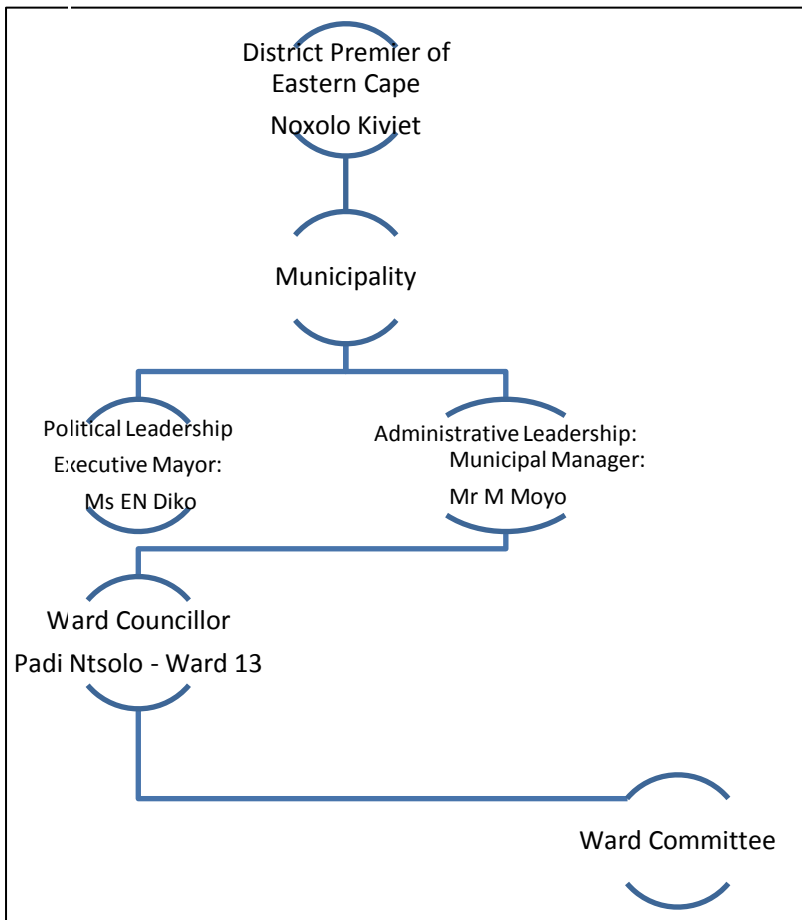 District Premier of
Eastern Cape
Noxolo Kiviet
Municipality
Political Leadership
Executive Mayor:
Ms EN Diko
Administrative Leadership:
Municipal Manager:
Mr M Moyo
Ward Councillor
Padi Ntsolo - Ward 13
Ward Committee